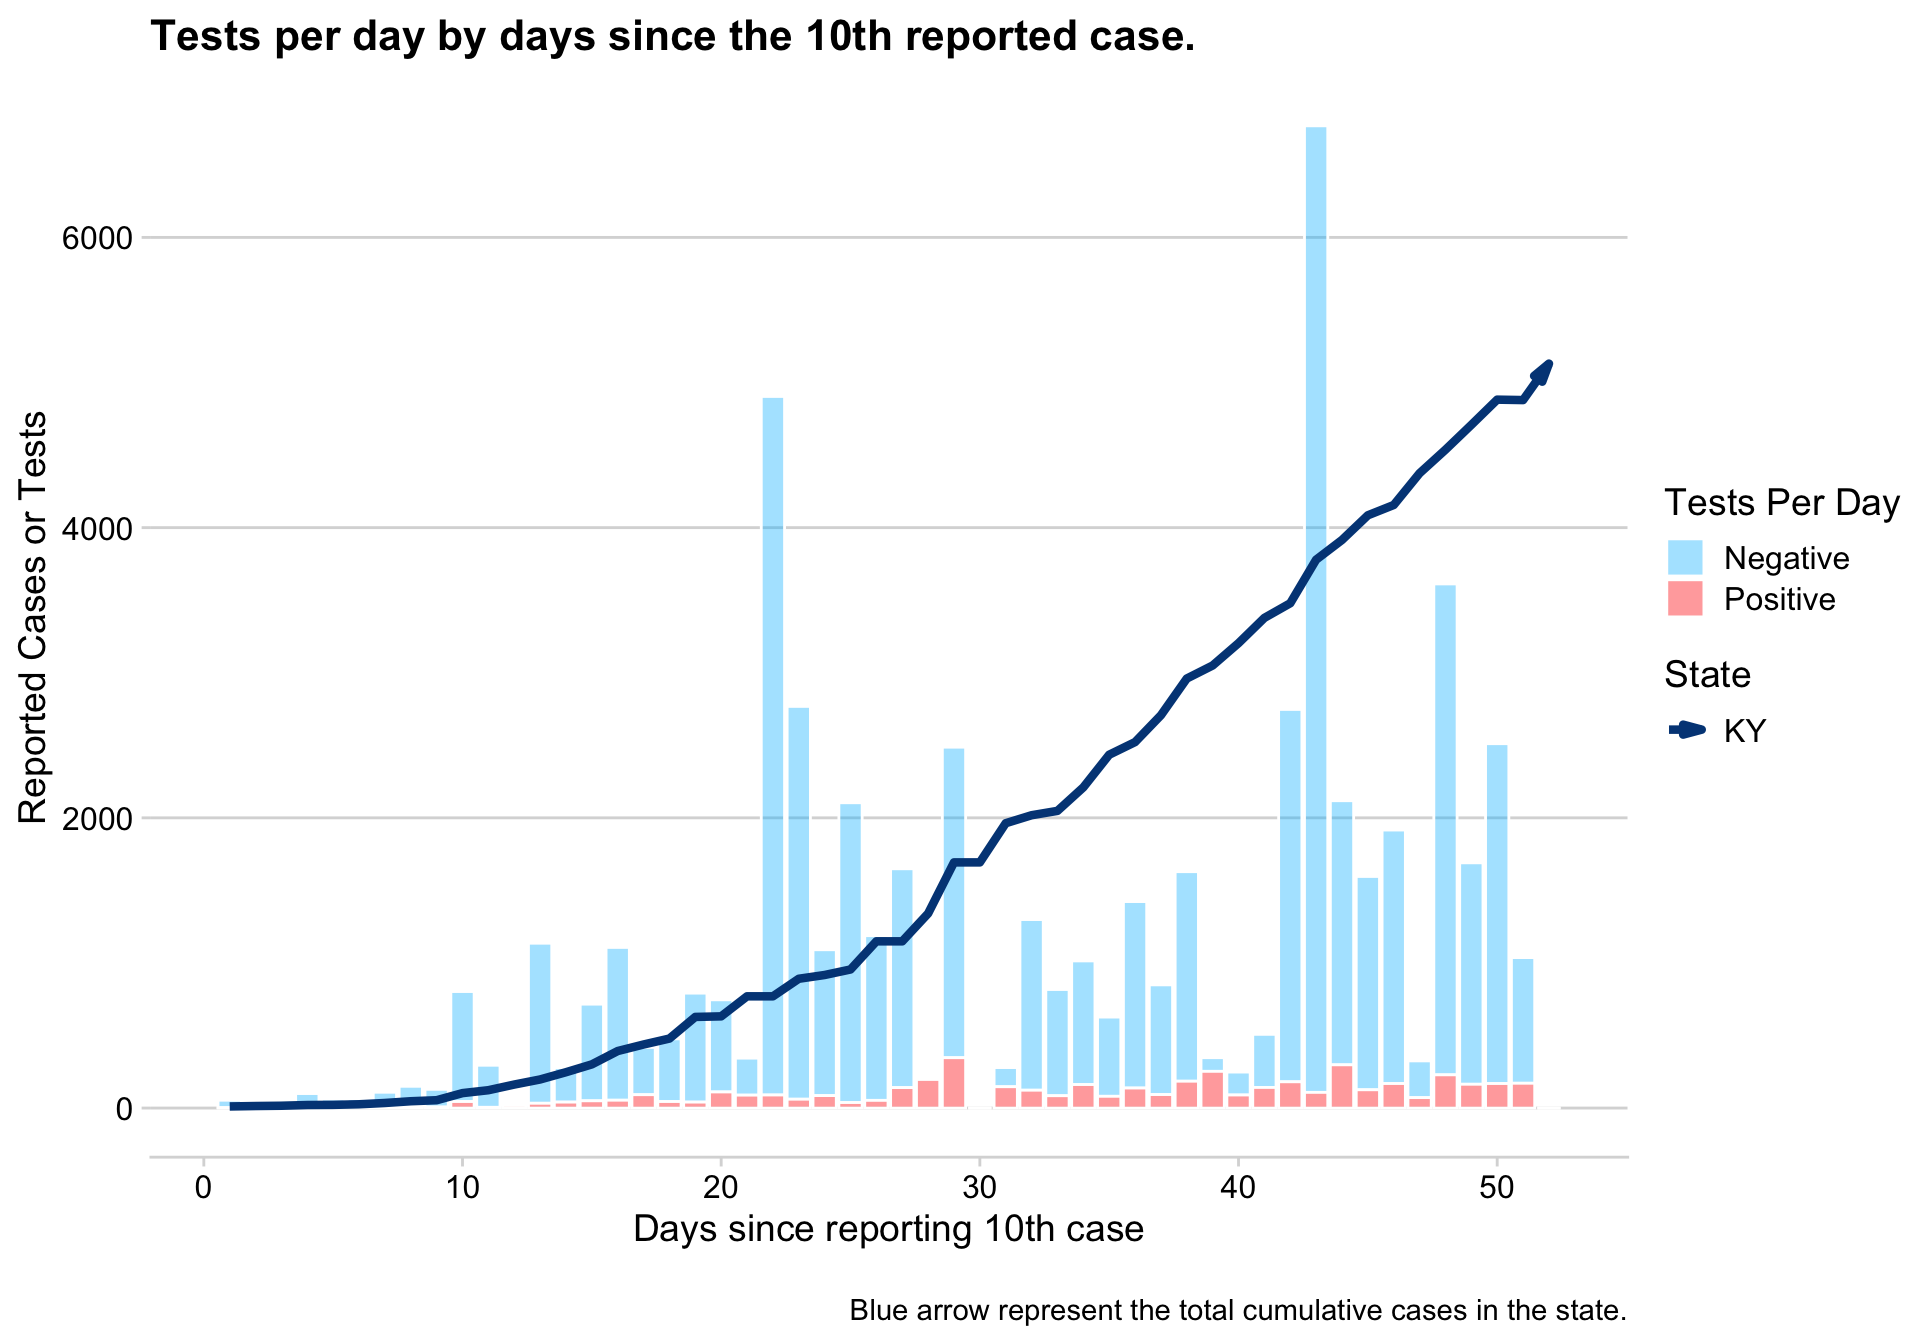 Tests per day by days since the 10th reported case.
Reported Cases or Tests
6000
4000
2000
0
0 10 20 30 40 50
Days since reporting 10th case
Tests Per Day
Negative
Positive
State
KY
Blue arrow represent the total cumulative cases in the state.